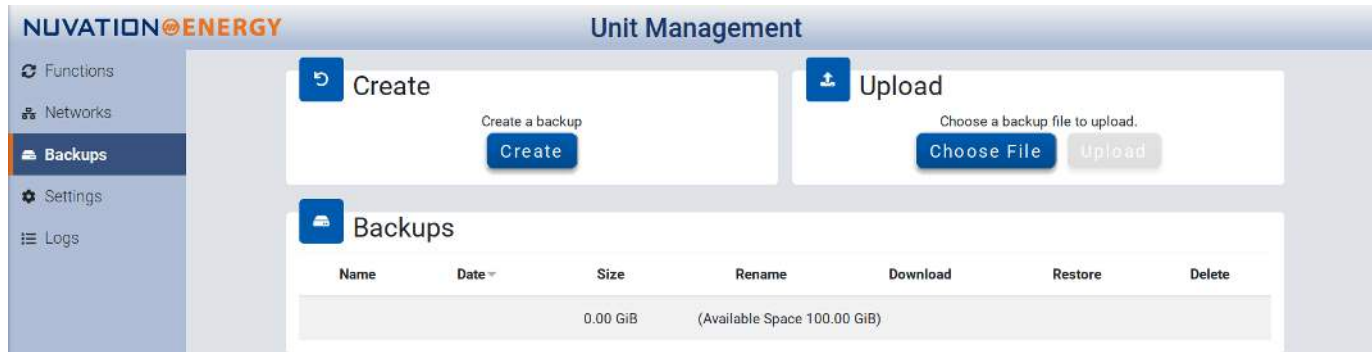 NUVATION ENERGY
Unit Management
Functions
Networks
Backups
Settings
Logs
Create
Create a backup
Create
Upload
Choose a backup file to upload.
Choose File Upload
Backups
Name Date Size Rename Download Restore Delete
0.00 GiB (Available Space 100.00 GiB)